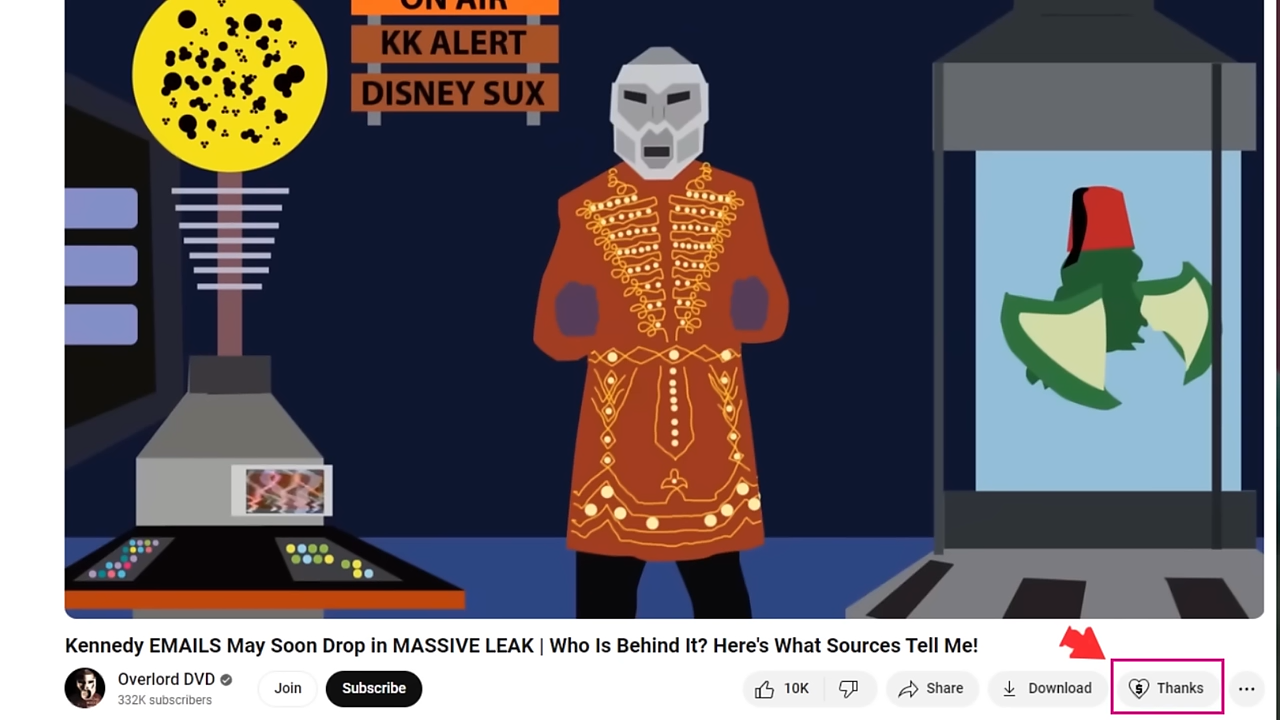 ON AIR
KK ALERT
DISNEY SUX
Kennedy EMAILS May Soon Drop in MASSIVE LEAK | Who Is Behind It? Here's What Sources Tell Me!
Overlord DVD
332K subscribers
Join
Subscribe
10K
Share
Download
Thanks